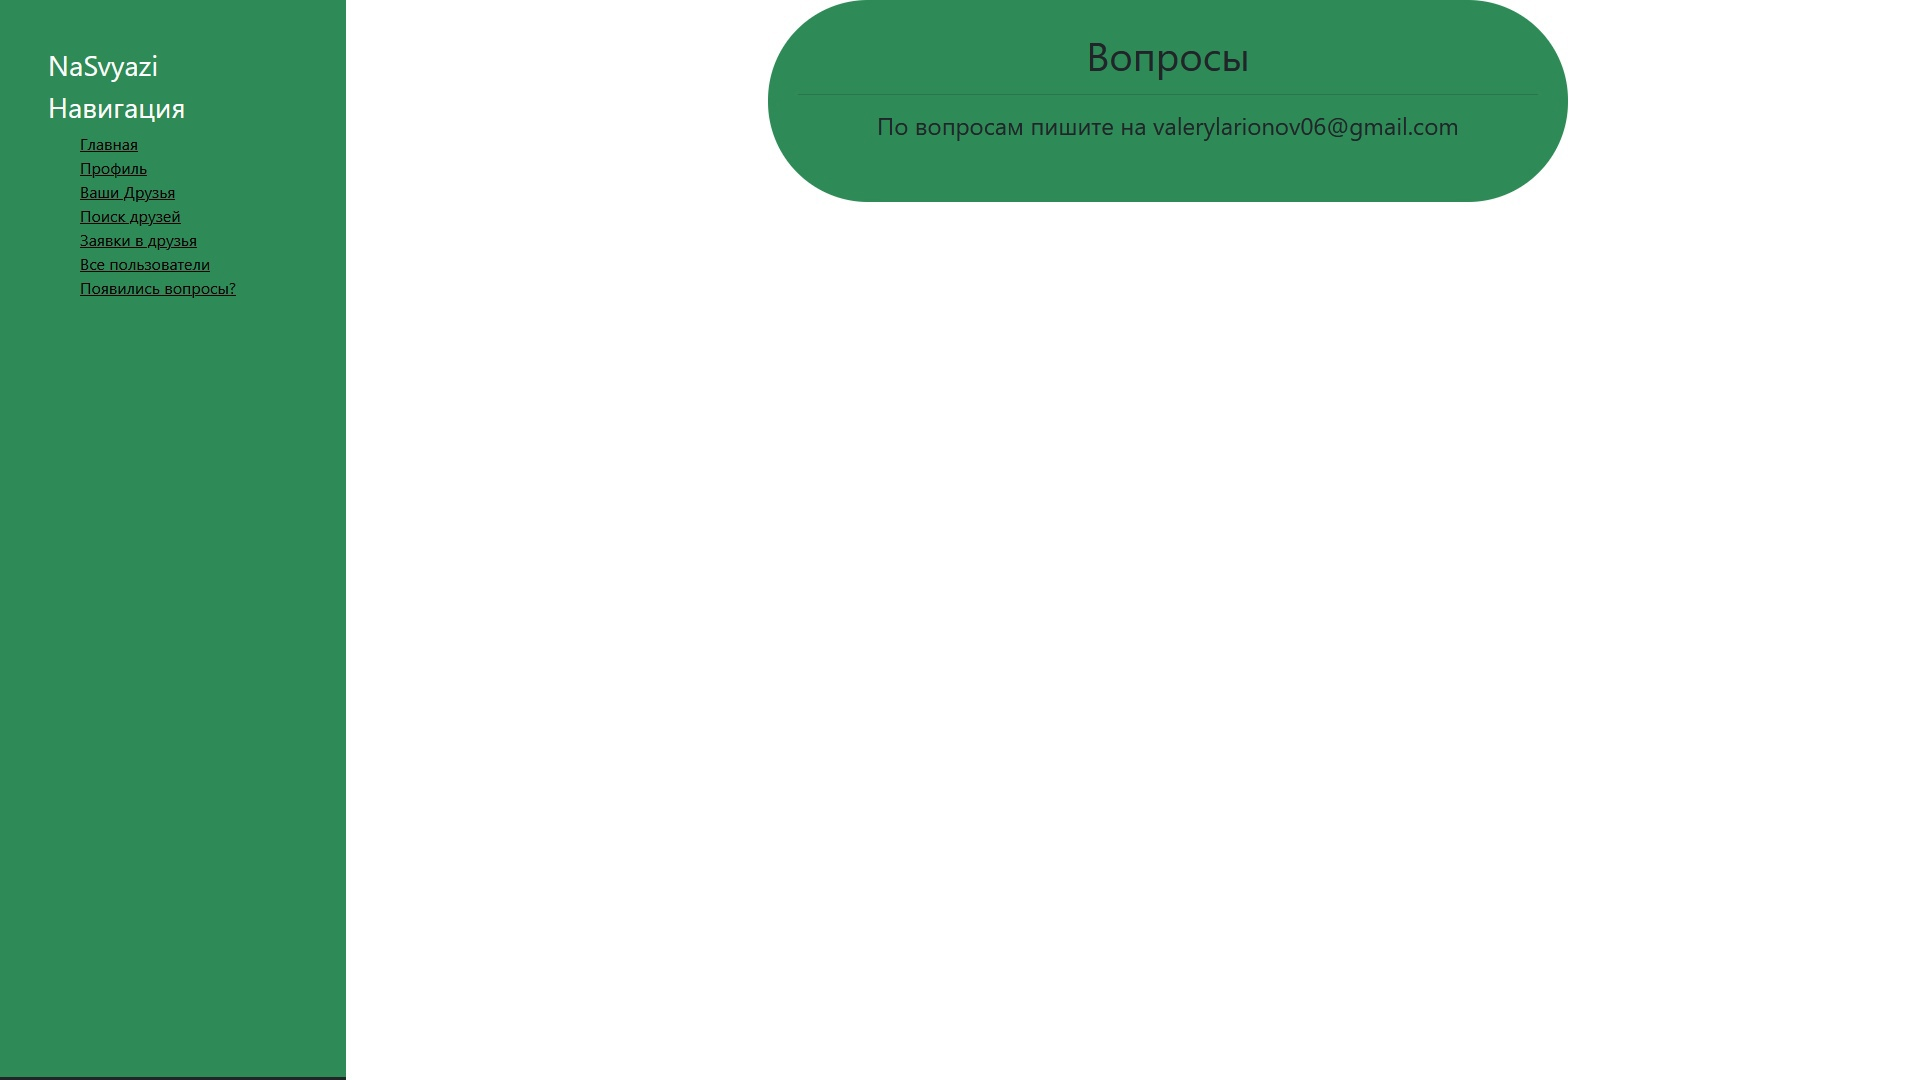 NaSvyazi
Навигация
Главная
Профиль
Ваши Друзья
Поиск друзей
Заявки в друзья
Все пользователи
Появились вопросы?
Вопросы
По вопросам пишите на valerylarionov06@gmail.com